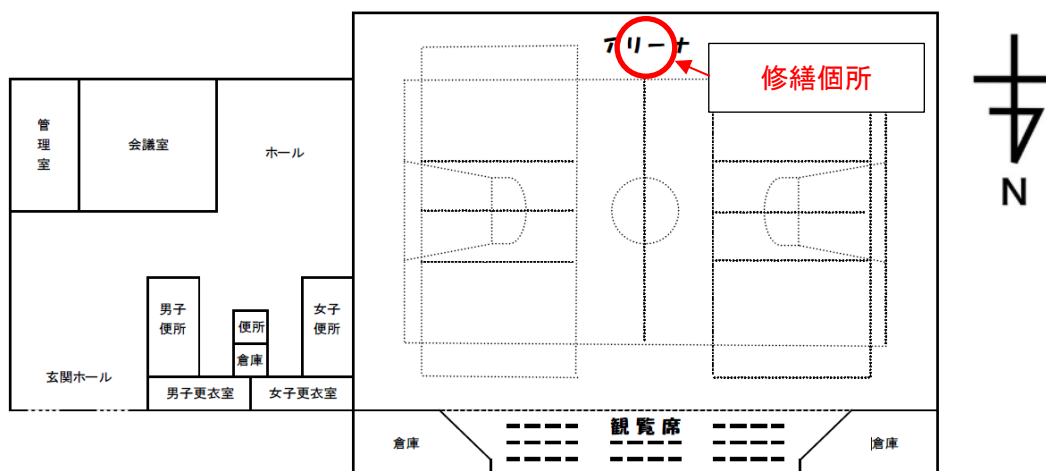 アリーナ
修繕個所
管理室
会議室
ホール
N
男子
便所
便所
倉庫
女子
便所
玄関ホール
男子更衣室
女子更衣室
倉庫
観覧席
倉庫